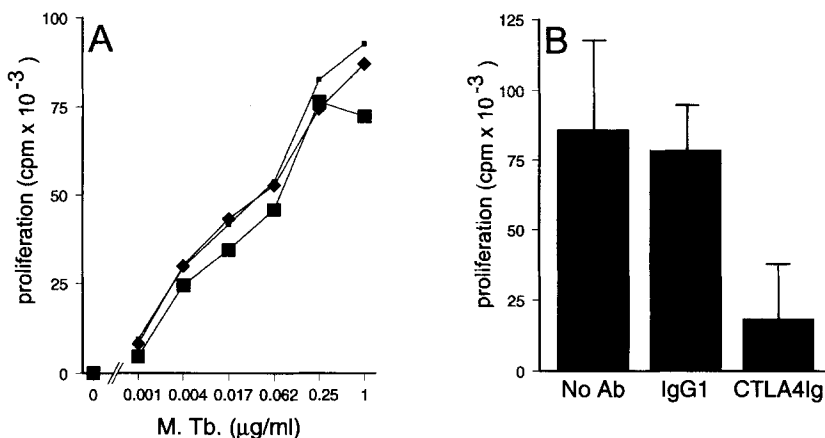 A
proliferation (cpm x 10⁻³)
100
75
50
25
0
0 0.001 0.004 0.017 0.062 0.25 1
M. Tb. (µg/ml)
B
proliferation (cpm x 10⁻³)
125
100
75
50
25
0
No Ab IgG1 CTLA4Ig